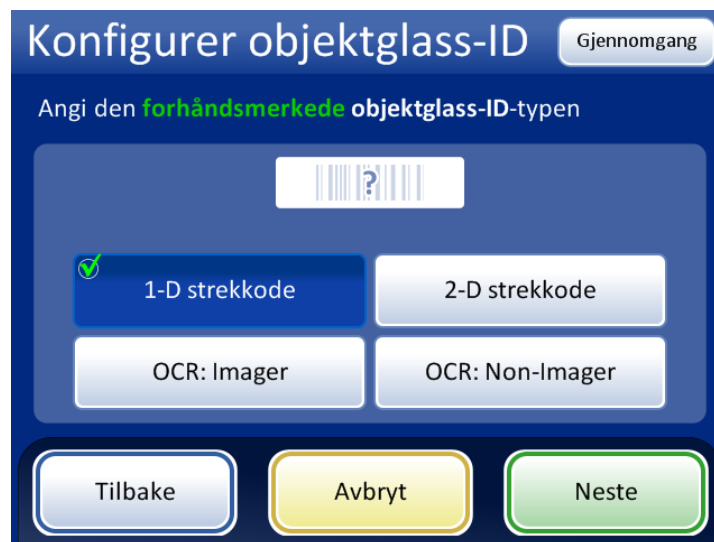 Konfigurer objektglass-ID
Gjennomgang
Angi den forhåndsmerkede objektglass-ID-typen
?
1-D strekkode
2-D strekkode
OCR: Imager
OCR: Non-Imager
Tilbake
Avbryt
Neste